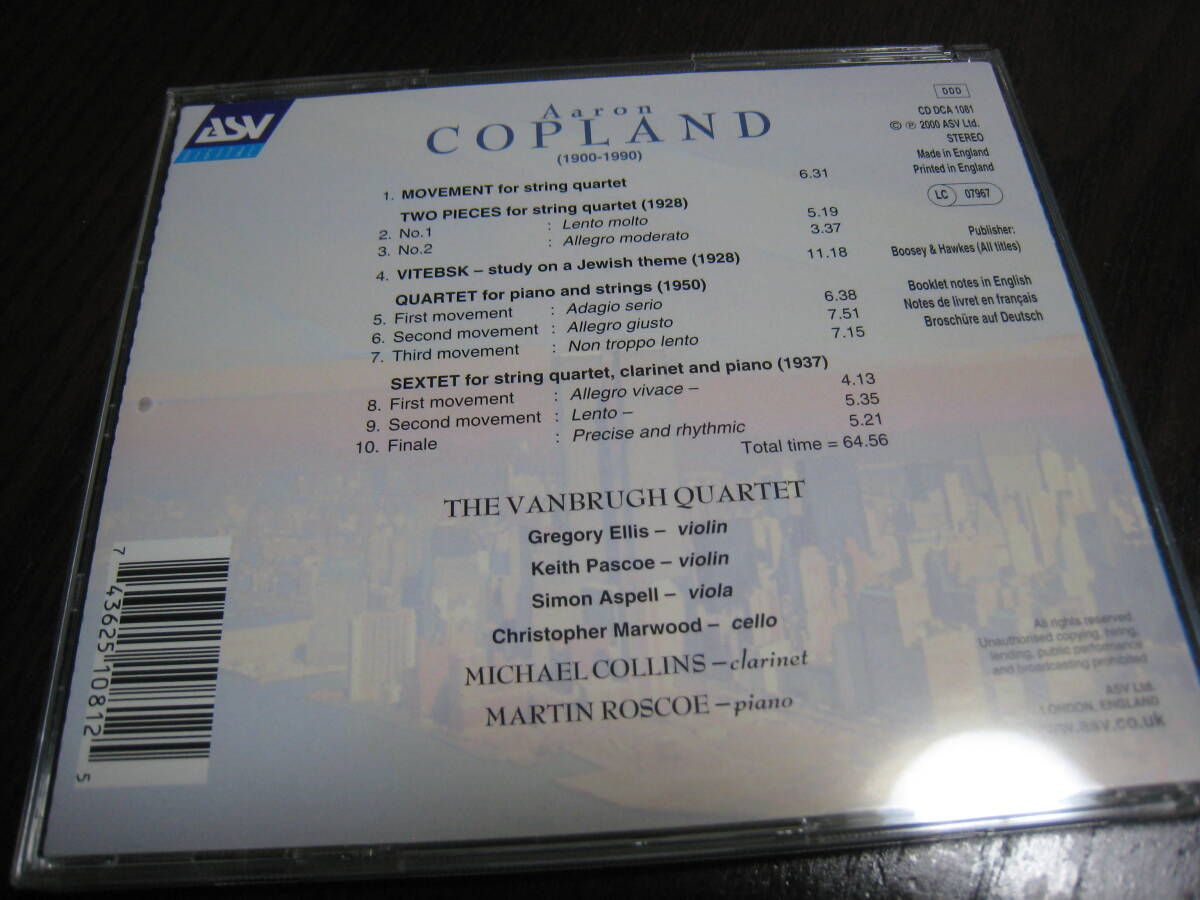 ASV
DIGITAL
Aaron
COPLAND
(1900-1990)
1. MOVEMENT for string quartet 6.31
TWO PIECES for string quartet (1928)
2. No.1 : Lento molto 5.19
3. No.2 : Allegro moderato 3.37
4. VITEBSK – study on a Jewish theme (1928) 11.18
QUARTET for piano and strings (1950)
5. First movement : Adagio serio 6.38
6. Second movement : Allegro giusto 7.51
7. Third movement : Non troppo lento 7.15
SEXTET for string quartet, clarinet and piano (1937)
8. First movement : Allegro vivace – 4.13
9. Second movement : Lento – 5.35
10. Finale : Precise and rhythmic 5.21
Total time = 64.56
THE VANBRUGH QUARTET
Gregory Ellis – violin
Keith Pascoe – violin
Simon Aspell – viola
Christopher Marwood – cello
MICHAEL COLLINS – clarinet
MARTIN ROSCOE – piano
DDD
CD DCA 1081
© ℗ 2000 ASV Ltd.
STEREO
Made in England
Printed in England
LC 07967
Publisher:
Boosey & Hawkes (All titles)
Booklet notes in English
Notes de livret en français
Broschüre auf Deutsch
All rights reserved.
Unauthorised copying, hiring,
lending, public performance
and broadcasting prohibited
ASV Ltd.
LONDON, ENGLAND
www.asv.co.uk
7 43625 10812 5